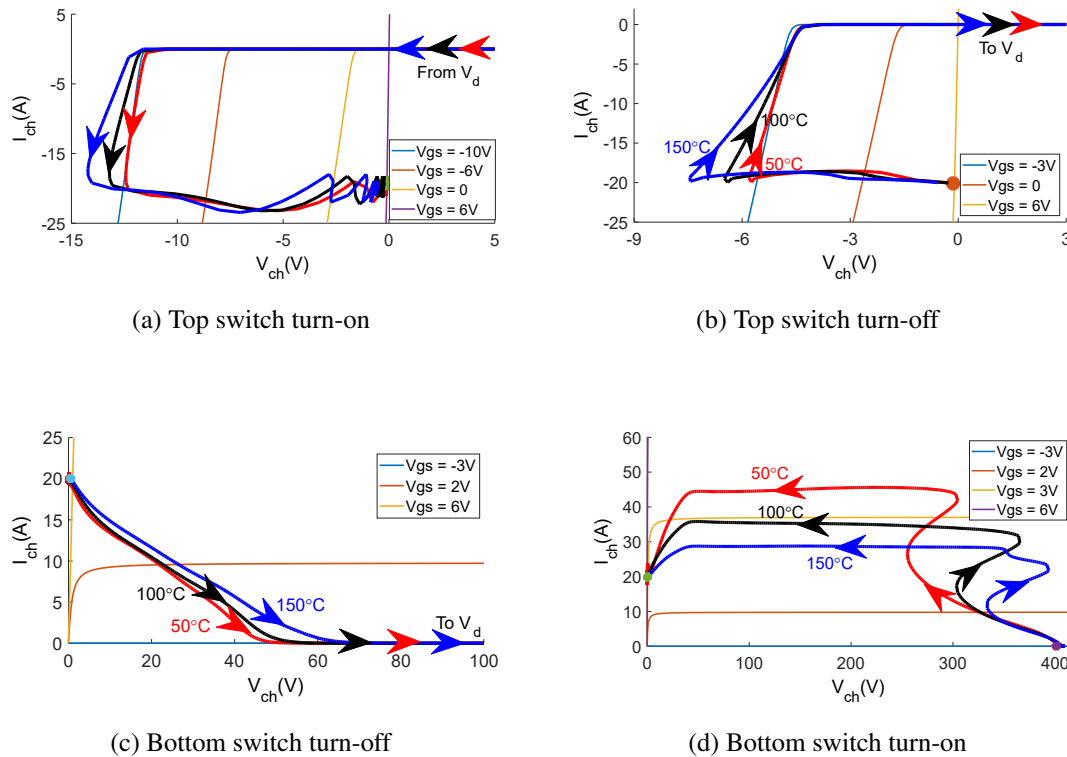 5
0
-5
-15
-25
-15
-10
-5
0
5
I_ch(A)
V_ch(V)
From V_d
Vgs = -10V
Vgs = -6V
Vgs = 0
Vgs = 6V
(a) Top switch turn-on
0
-5
-10
-15
-20
-25
-9
-6
-3
0
3
I_ch(A)
V_ch(V)
To V_d
100°C
150°C
50°C
Vgs = -3V
Vgs = 0
Vgs = 6V
(b) Top switch turn-off
25
20
15
10
5
0
0
20
40
60
80
100
I_ch(A)
V_ch(V)
Vgs = -3V
Vgs = 2V
Vgs = 6V
100°C
150°C
50°C
To V_d
(c) Bottom switch turn-off
60
50
40
30
20
10
0
0
100
200
300
400
I_ch(A)
V_ch(V)
50°C
100°C
150°C
Vgs = -3V
Vgs = 2V
Vgs = 3V
Vgs = 6V
(d) Bottom switch turn-on